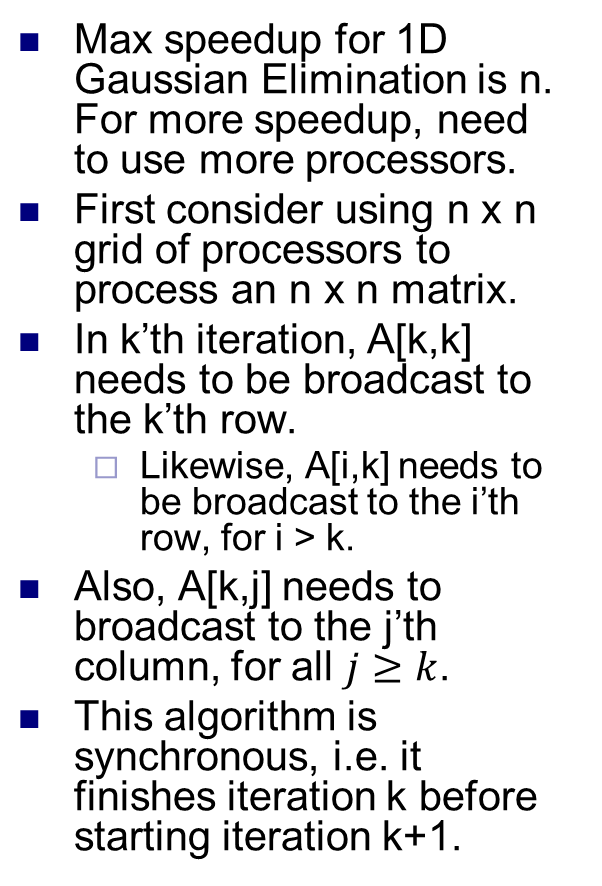 Max speedup for 1D
Gaussian Elimination is n.
For more speedup, need
to use more processors.
First consider using n x n
grid of processors to
process an n x n matrix.
In k’th iteration, A[k,k]
needs to be broadcast to
the k’th row.
Likewise, A[i,k] needs to
be broadcast to the i’th
row, for i > k.
Also, A[k,j] needs to
broadcast to the j’th
column, for all j ≥ k.
This algorithm is
synchronous, i.e. it
finishes iteration k before
starting iteration k+1.